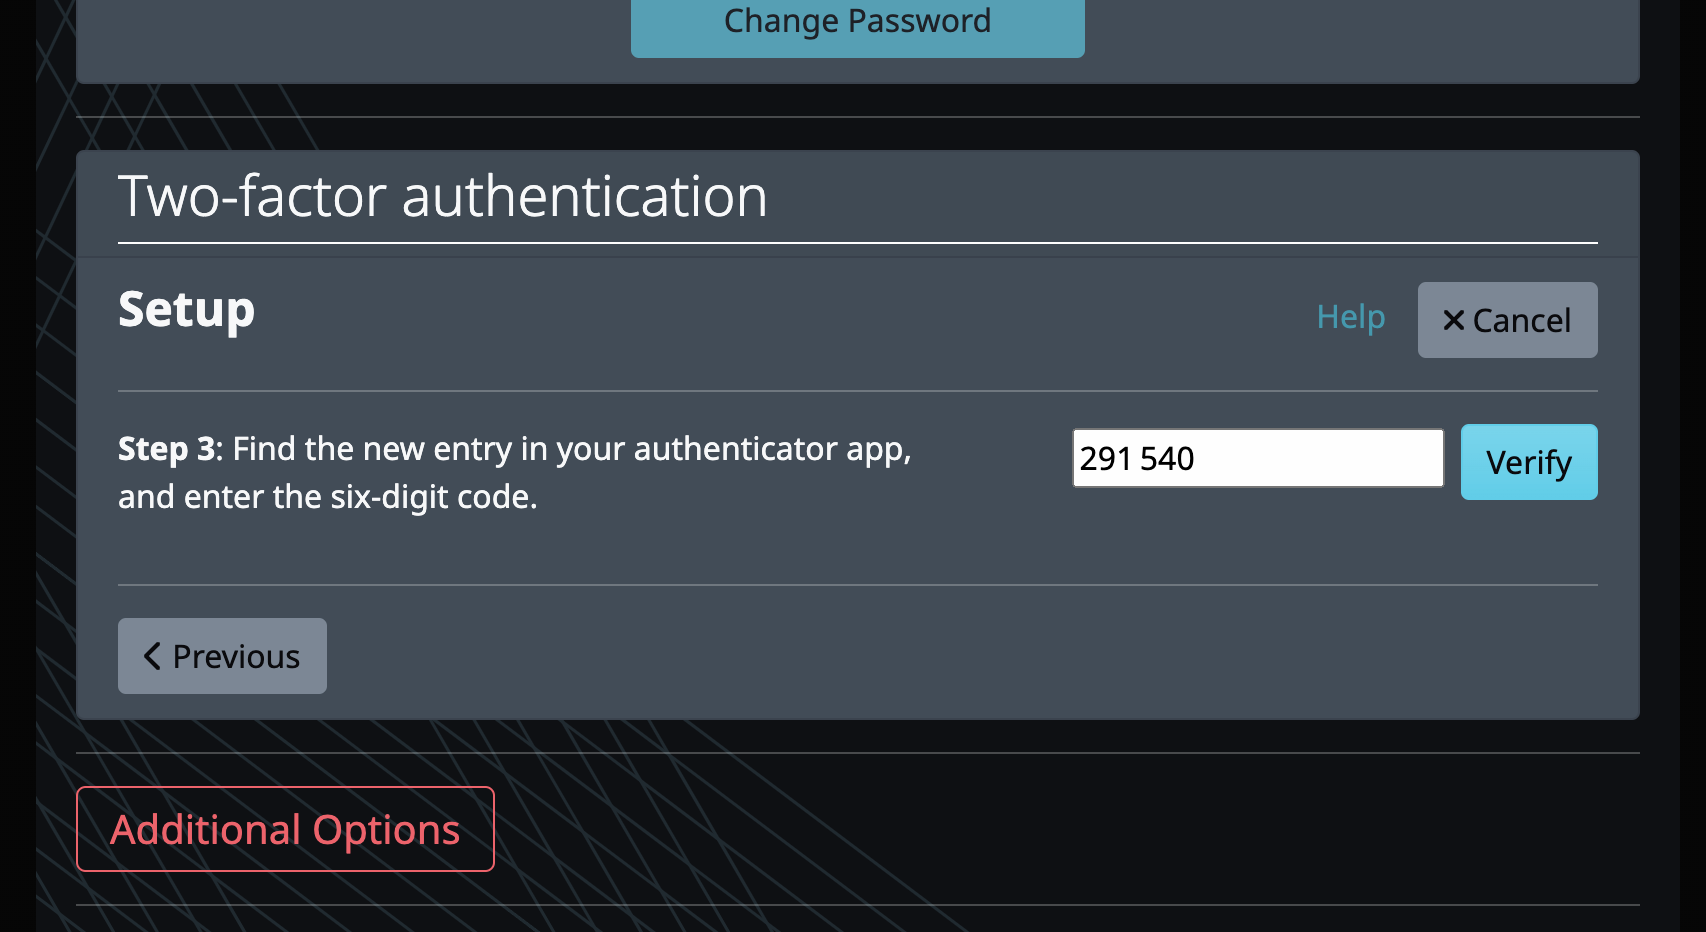 Change Password
Two-factor authentication
Setup
Help
Cancel
Step 3: Find the new entry in your authenticator app,
and enter the six-digit code.
291 540
Verify
Previous
Additional Options